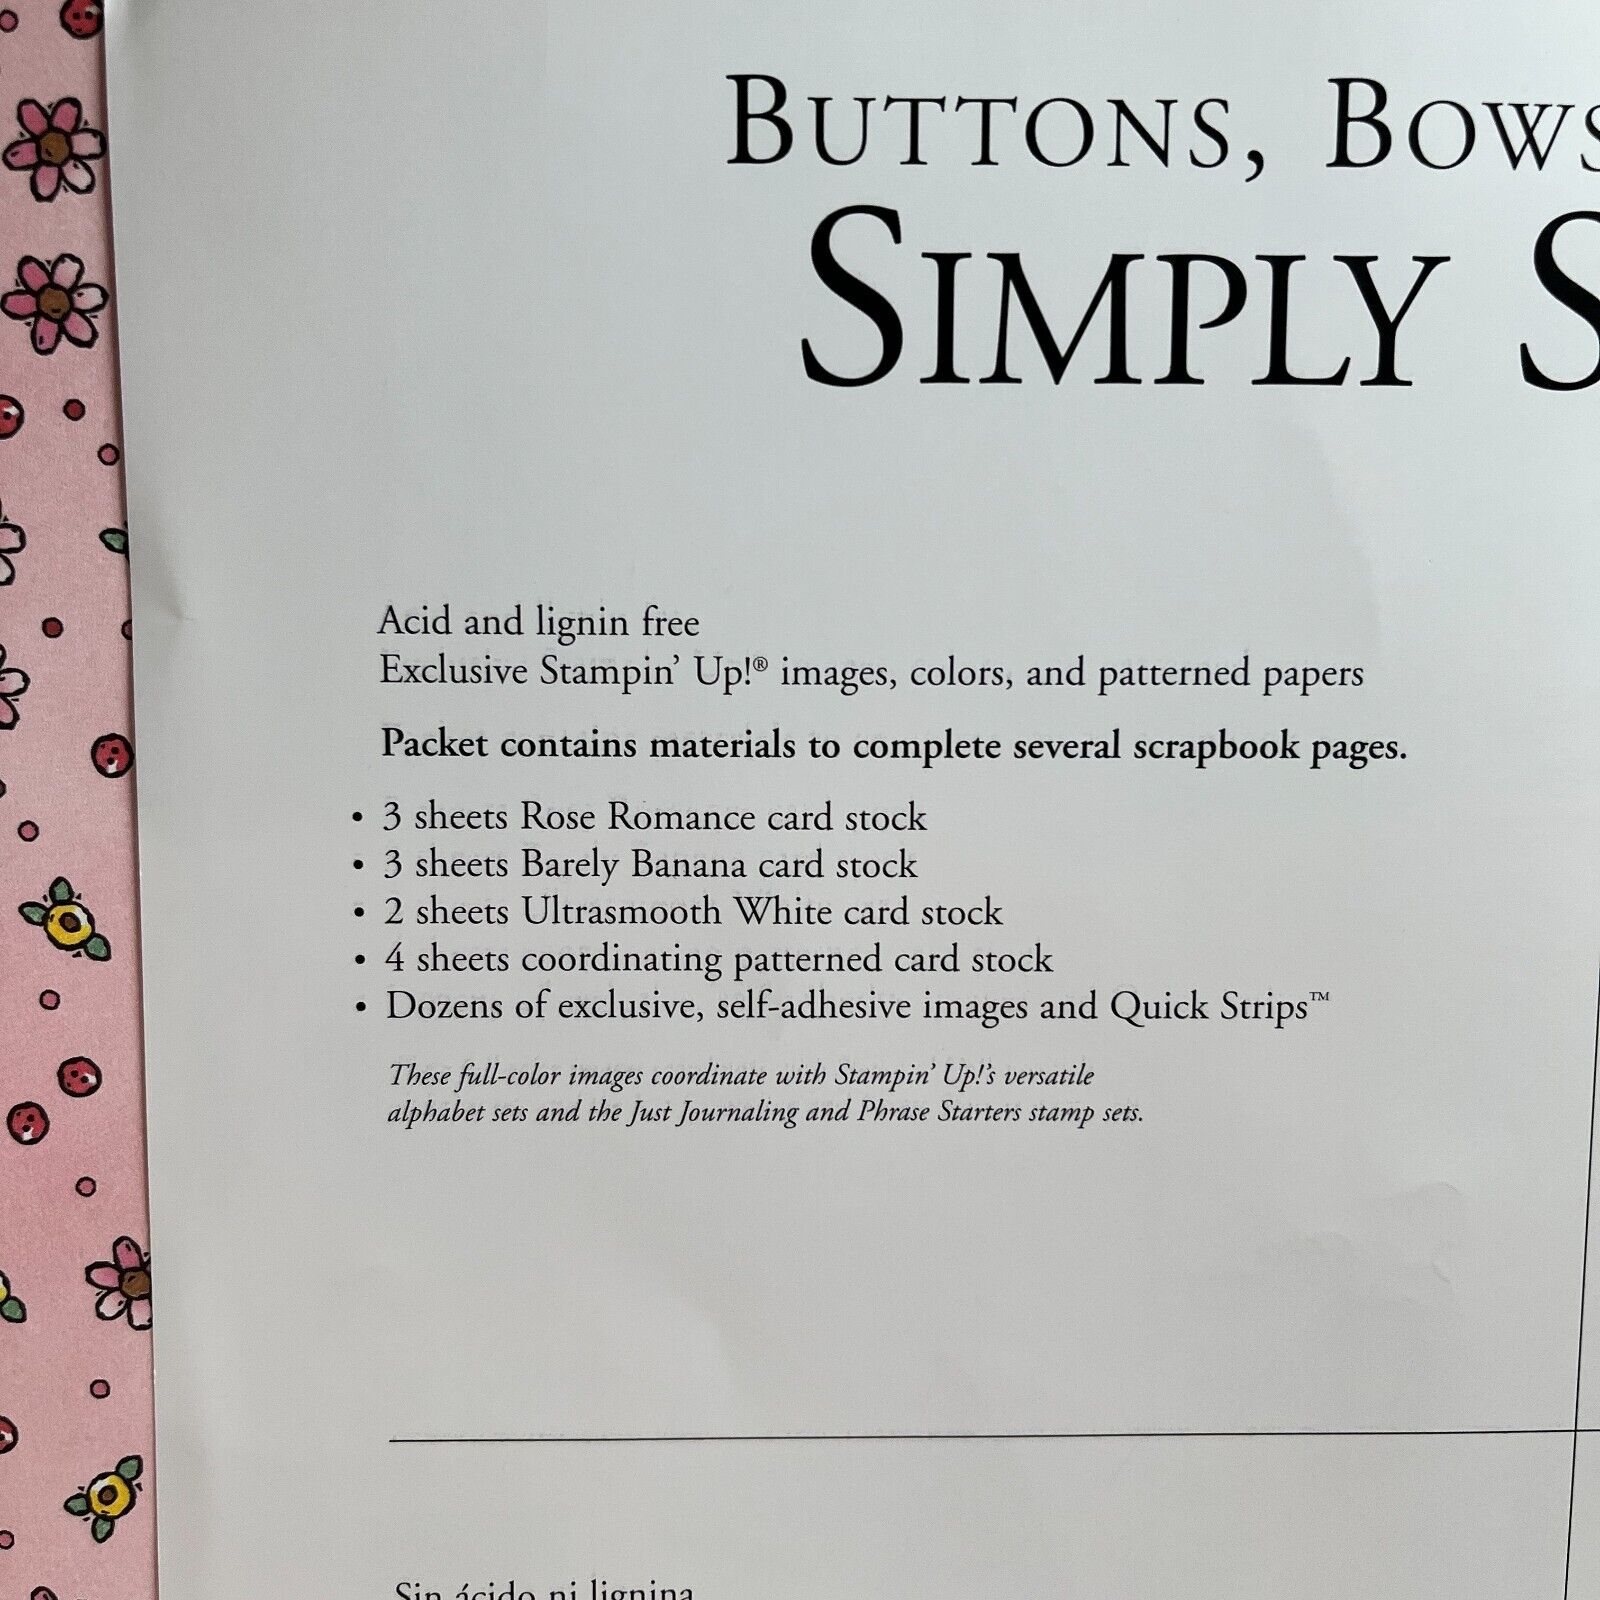 BUTTONS, BOWS
SIMPLY S
Acid and lignin free
Exclusive Stampin’ Up!® images, colors, and patterned papers
Packet contains materials to complete several scrapbook pages.
• 3 sheets Rose Romance card stock
• 3 sheets Barely Banana card stock
• 2 sheets Ultrasmooth White card stock
• 4 sheets coordinating patterned card stock
• Dozens of exclusive, self-adhesive images and Quick Strips™
These full-color images coordinate with Stampin’ Up!’s versatile
alphabet sets and the Just Journaling and Phrase Starters stamp sets.
Sin ácido ni lignina